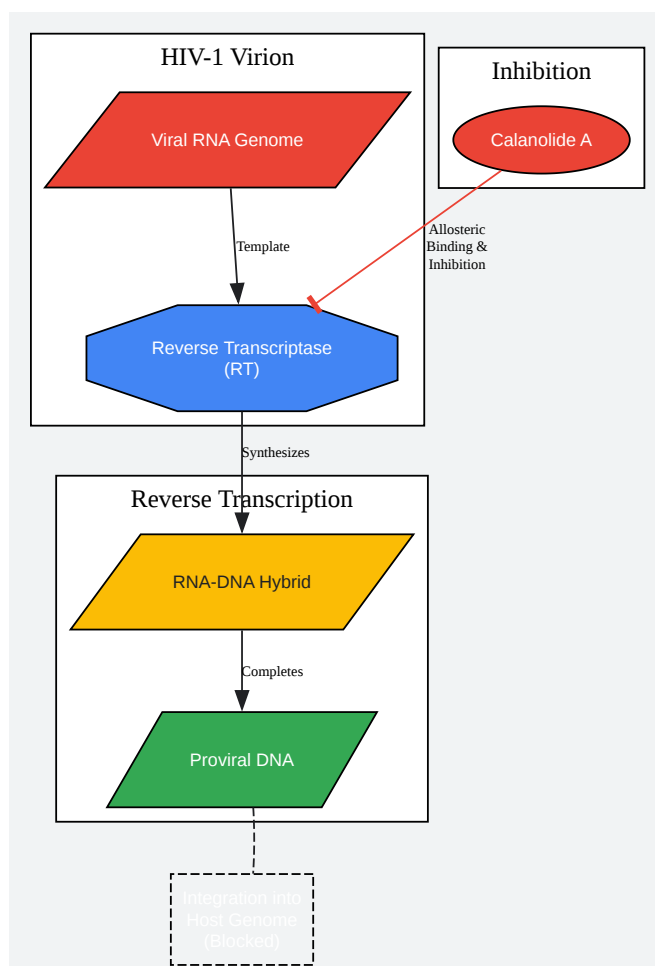 HIV-1 Virion
Inhibition
Viral RNA Genome
Calanolide A
Template
Allosteric
Binding &
Inhibition
Reverse Transcriptase
(RT)
Synthesizes
Reverse Transcription
RNA-DNA Hybrid
Completes
Proviral DNA
Integration into
Host Genome
(Blocked)